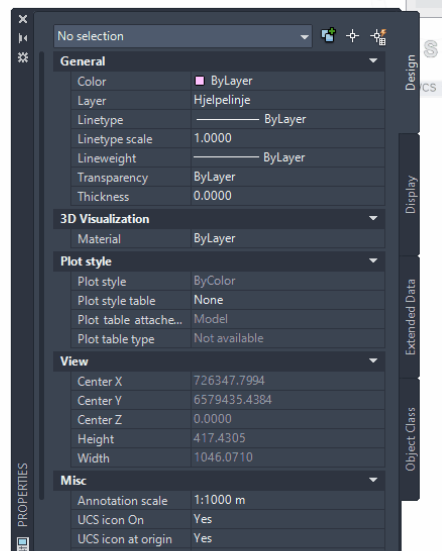 No selection
General
Color ByLayer
Layer Hjelpelinje
Linetype ByLayer
Linetype scale 1.0000
Lineweight ByLayer
Transparency ByLayer
Thickness 0.0000
3D Visualization
Material ByLayer
Plot style
Plot style ByColor
Plot style table None
Plot table attache... Model
Plot table type Not available
View
Center X 726347.7994
Center Y 6579435.4384
Center Z 0.0000
Height 417.4305
Width 1046.0710
Misc
Annotation scale 1:1000 m
UCS icon On Yes
UCS icon at origin Yes
PROPERTIES
Design
Display
Extended Data
Object Class
S